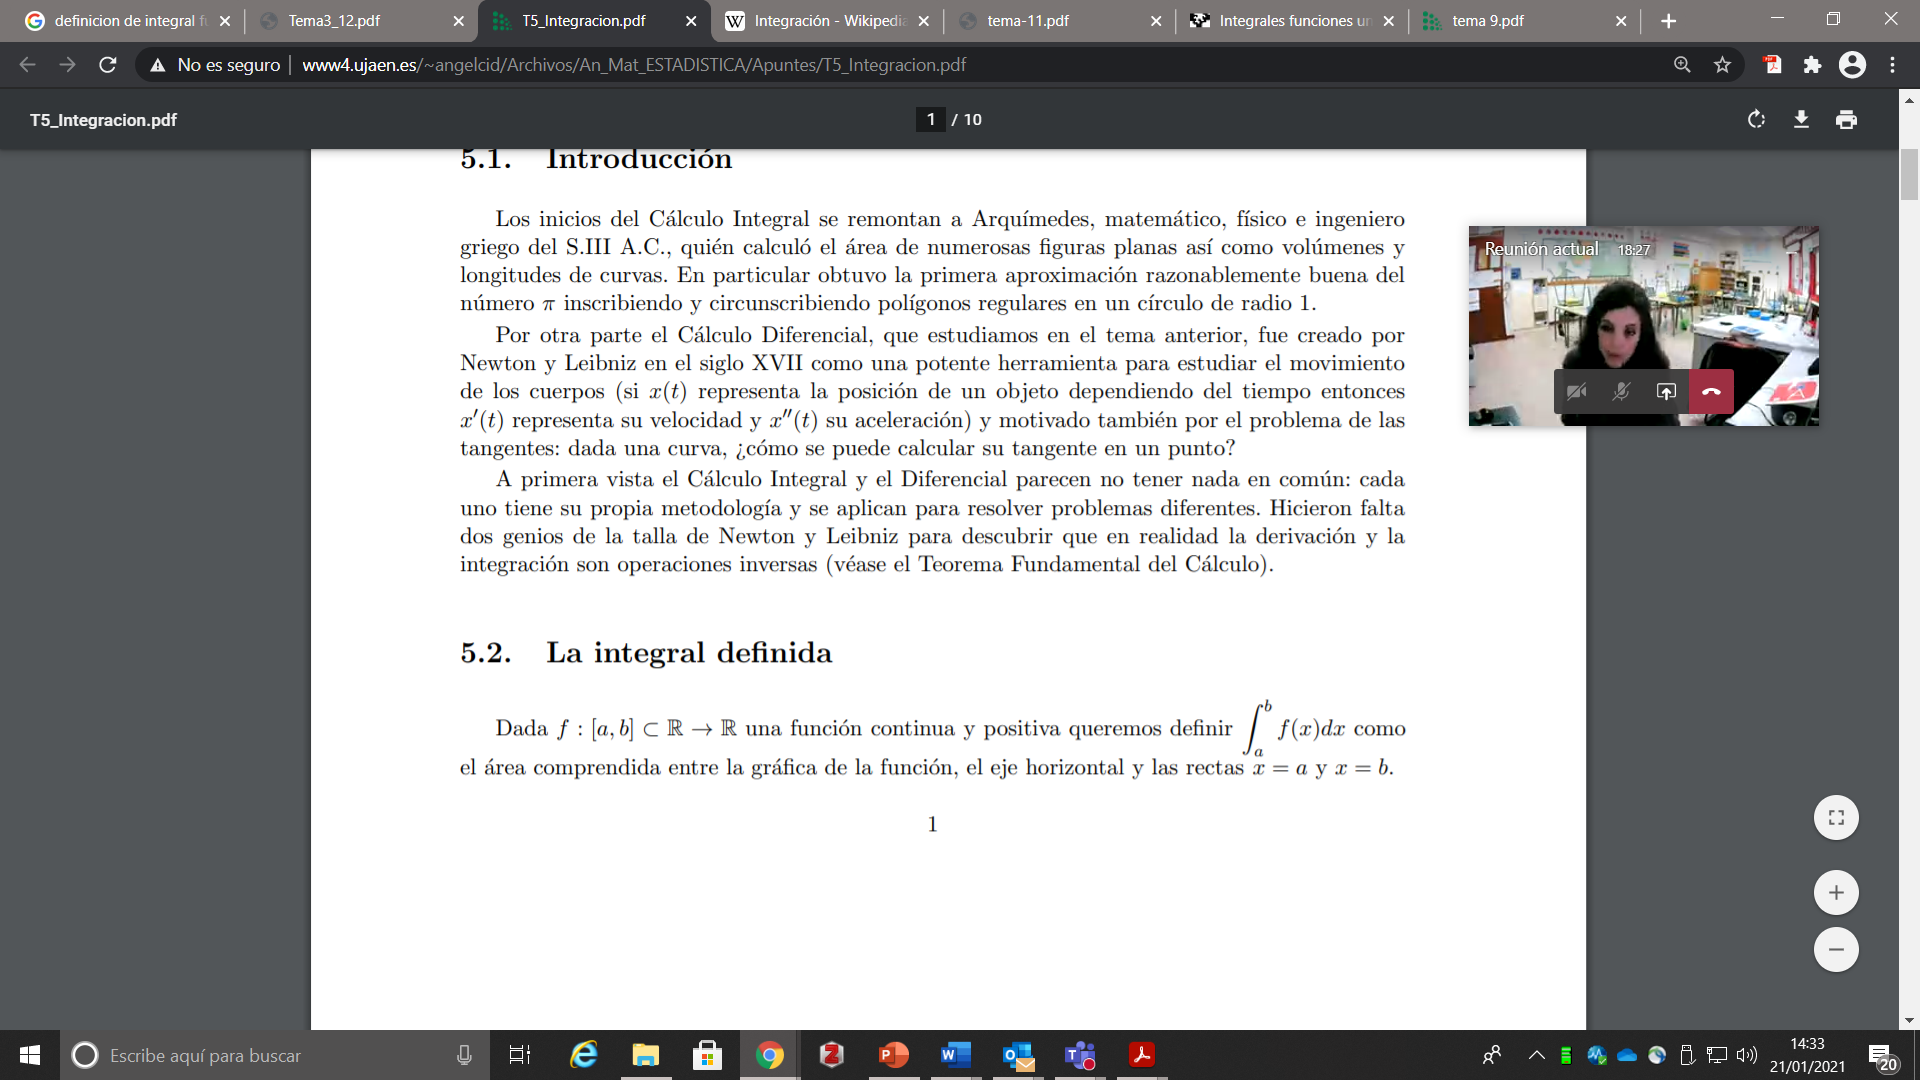 definicion de integral f
Tema3_12.pdf
T5_Integracion.pdf
Integración - Wikipedia
tema-11.pdf
Integrales funciones un
tema 9.pdf
No es seguro
www4.ujaen.es/~angelcid/Archivos/An_Mat_ESTADISTICA/Apuntes/T5_Integracion.pdf
T5_Integracion.pdf
1 / 10
5.1. Introducción
Los inicios del Cálculo Integral se remontan a Arquímedes, matemático, físico e ingeniero
griego del S.III A.C., quién calculó el área de numerosas figuras planas así como volúmenes y
longitudes de curvas. En particular obtuvo la primera aproximación razonablemente buena del
número π inscribiendo y circunscribiendo polígonos regulares en un círculo de radio 1.
Por otra parte el Cálculo Diferencial, que estudiamos en el tema anterior, fue creado por
Newton y Leibniz en el siglo XVII como una potente herramienta para estudiar el movimiento
de los cuerpos (si x(t) representa la posición de un objeto dependiendo del tiempo entonces
x′(t) representa su velocidad y x″(t) su aceleración) y motivado también por el problema de las
tangentes: dada una curva, ¿cómo se puede calcular su tangente en un punto?
A primera vista el Cálculo Integral y el Diferencial parecen no tener nada en común: cada
uno tiene su propia metodología y se aplican para resolver problemas diferentes. Hicieron falta
dos genios de la talla de Newton y Leibniz para descubrir que en realidad la derivación y la
integración son operaciones inversas (véase el Teorema Fundamental del Cálculo).
5.2. La integral definida
Dada f : [a, b] ⊂ ℝ → ℝ una función continua y positiva queremos definir ∫_a^b f(x)dx como
el área comprendida entre la gráfica de la función, el eje horizontal y las rectas x = a y x = b.
1
Reunión actual 18:27
Escribe aquí para buscar
14:33
21/01/2021
20